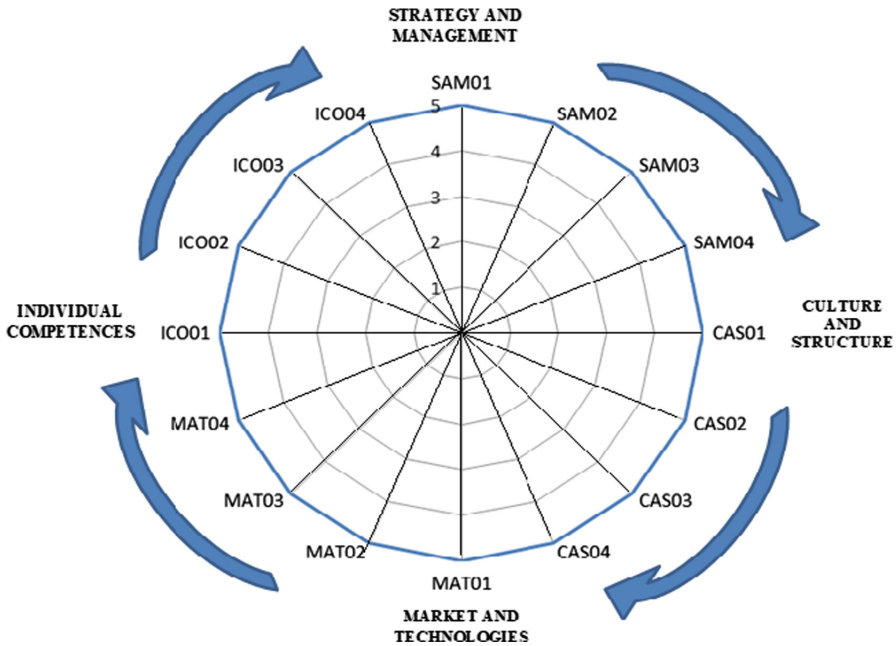 STRATEGY AND
MANAGEMENT
SAM01
5
ICO04
SAM02
4
ICO03
SAM03
3
ICO02
SAM04
2
1
INDIVIDUAL
COMPETENCES
ICO01
CAS01
CULTURE
AND
STRUCTURE
MAT04
CAS02
MAT03
CAS03
MAT02
CAS04
MAT01
MARKET AND
TECHNOLOGIES